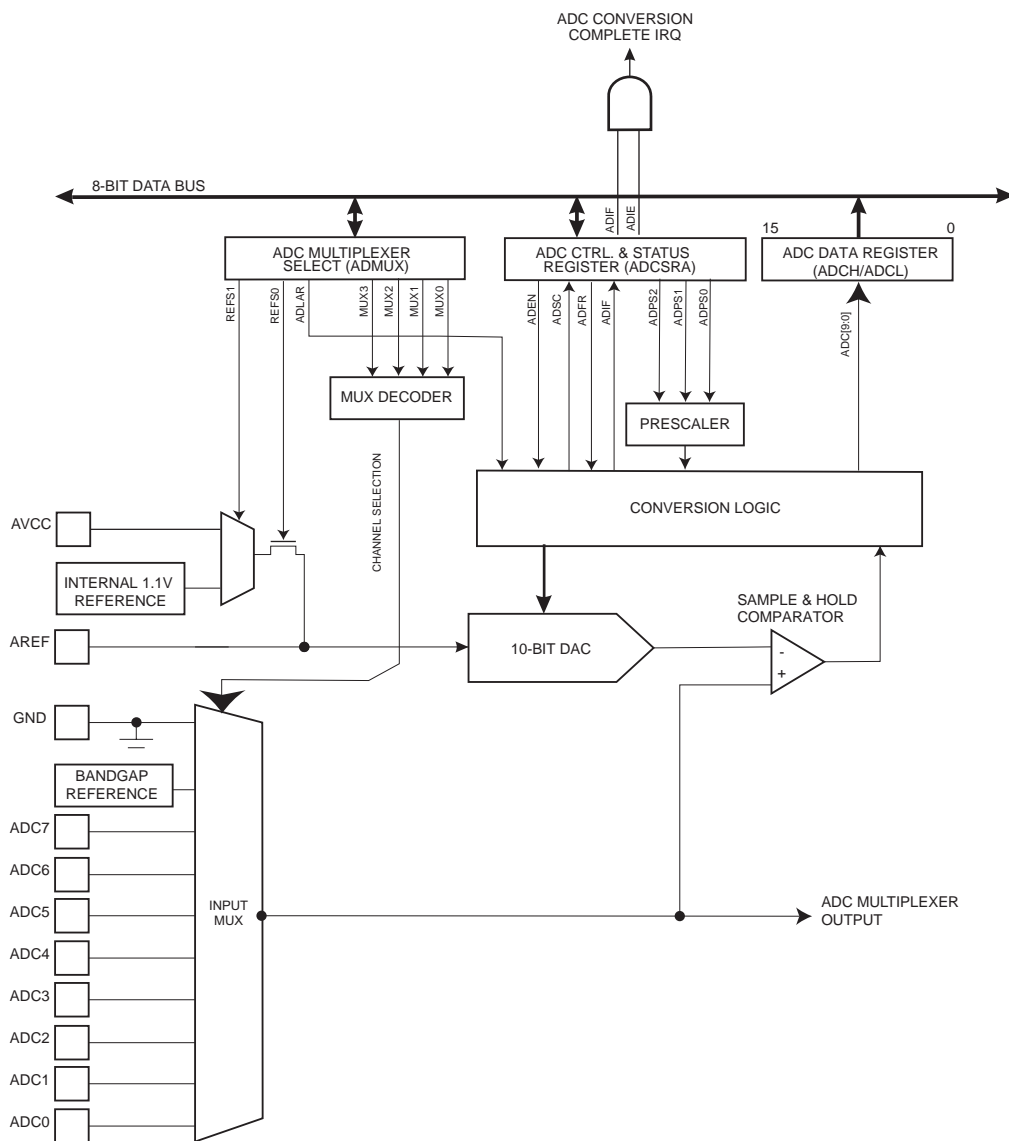 ADC CONVERSION
COMPLETE IRQ
8-BIT DATA BUS
ADIF
ADIE
15
0
ADC MULTIPLEXER
SELECT (ADMUX)
ADC CTRL. & STATUS
REGISTER (ADCSRA)
ADC DATA REGISTER
(ADCH/ADCL)
REFS1
REFS0
ADLAR
MUX3
MUX2
MUX1
MUX0
ADEN
ADSC
ADFR
ADIF
ADPS2
ADPS1
ADPS0
ADC[9:0]
MUX DECODER
PRESCALER
CHANNEL SELECTION
CONVERSION LOGIC
AVCC
INTERNAL 1.1V
REFERENCE
SAMPLE & HOLD
COMPARATOR
AREF
10-BIT DAC
-
+
GND
BANDGAP
REFERENCE
ADC7
ADC6
ADC5
ADC4
ADC3
ADC2
ADC1
ADC0
INPUT
MUX
ADC MULTIPLEXER
OUTPUT